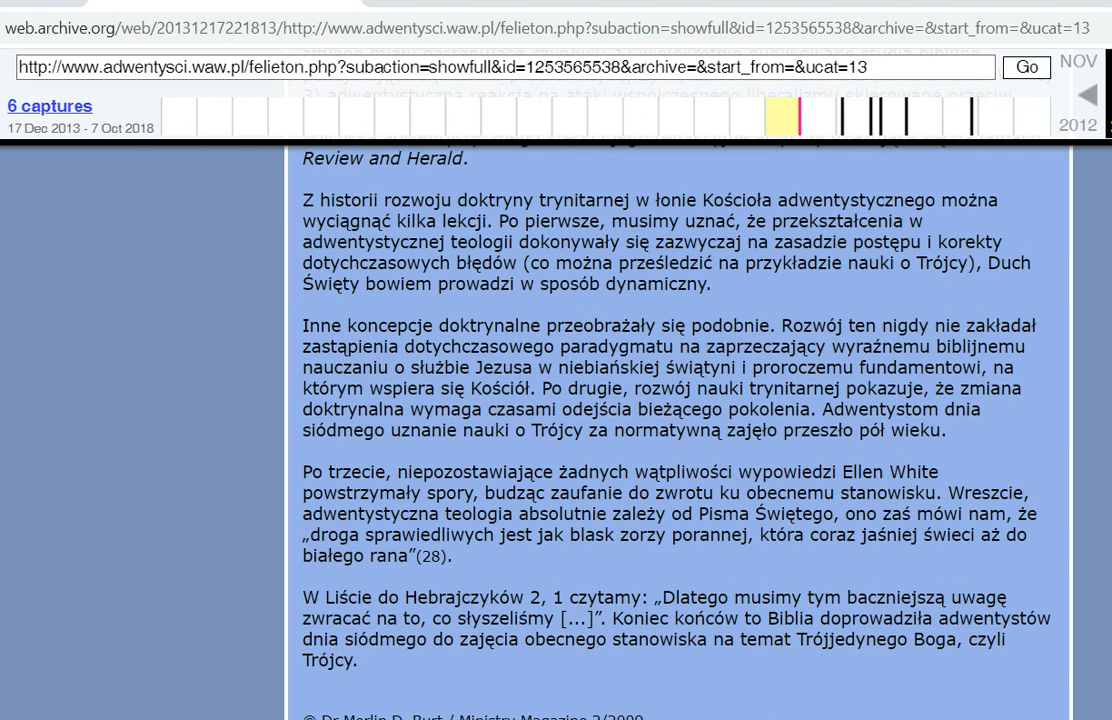 web.archive.org/web/20131217221813/http://www.adwentysci.waw.pl/felieton.php?subaction=showfull&id=1253565538&archive=&start_from=&ucat=13
http://www.adwentysci.waw.pl/felieton.php?subaction=showfull&id=1253565538&archive=&start_from=&ucat=13
Go
NOV
6 captures
17 Dec 2013 - 7 Oct 2018
2012
Review and Herald.
Z historii rozwoju doktryny trynitarnej w łonie Kościoła adwentystycznego można
wyciągnąć kilka lekcji. Po pierwsze, musimy uznać, że przekształcenia w
adwentystycznej teologii dokonywały się zazwyczaj na zasadzie postępu i korekty
dotychczasowych błędów (co można prześledzić na przykładzie nauki o Trójcy), Duch
Święty bowiem prowadzi w sposób dynamiczny.
Inne koncepcje doktrynalne przeobrażały się podobnie. Rozwój ten nigdy nie zakładał
zastąpienia dotychczasowego paradygmatu na zaprzeczający wyraźnemu biblijnemu
nauczaniu o służbie Jezusa w niebiańskiej świątyni i proroczemu fundamentowi, na
którym wspiera się Kościół. Po drugie, rozwój nauki trynitarnej pokazuje, że zmiana
doktrynalna wymaga czasami odejścia bieżącego pokolenia. Adwentystom dnia
siódmego uznanie nauki o Trójcy za normatywną zajęło przeszło pół wieku.
Po trzecie, niepozostawiające żadnych wątpliwości wypowiedzi Ellen White
powstrzymały spory, budząc zaufanie do zwrotu ku obecnemu stanowisku. Wreszcie,
adwentystyczna teologia absolutnie zależy od Pisma Świętego, ono zaś mówi nam, że
„droga sprawiedliwych jest jak blask zorzy porannej, która coraz jaśniej świeci aż do
białego rana”(28).
W Liście do Hebrajczyków 2, 1 czytamy: „Dlatego musimy tym baczniejszą uwagę
zwracać na to, co słyszeliśmy [...]”. Koniec końców to Biblia doprowadziła adwentystów
dnia siódmego do zajęcia obecnego stanowiska na temat Trójjedynego Boga, czyli
Trójcy.
© Dr Merlin D. Burt / Ministry Magazine 2/2009